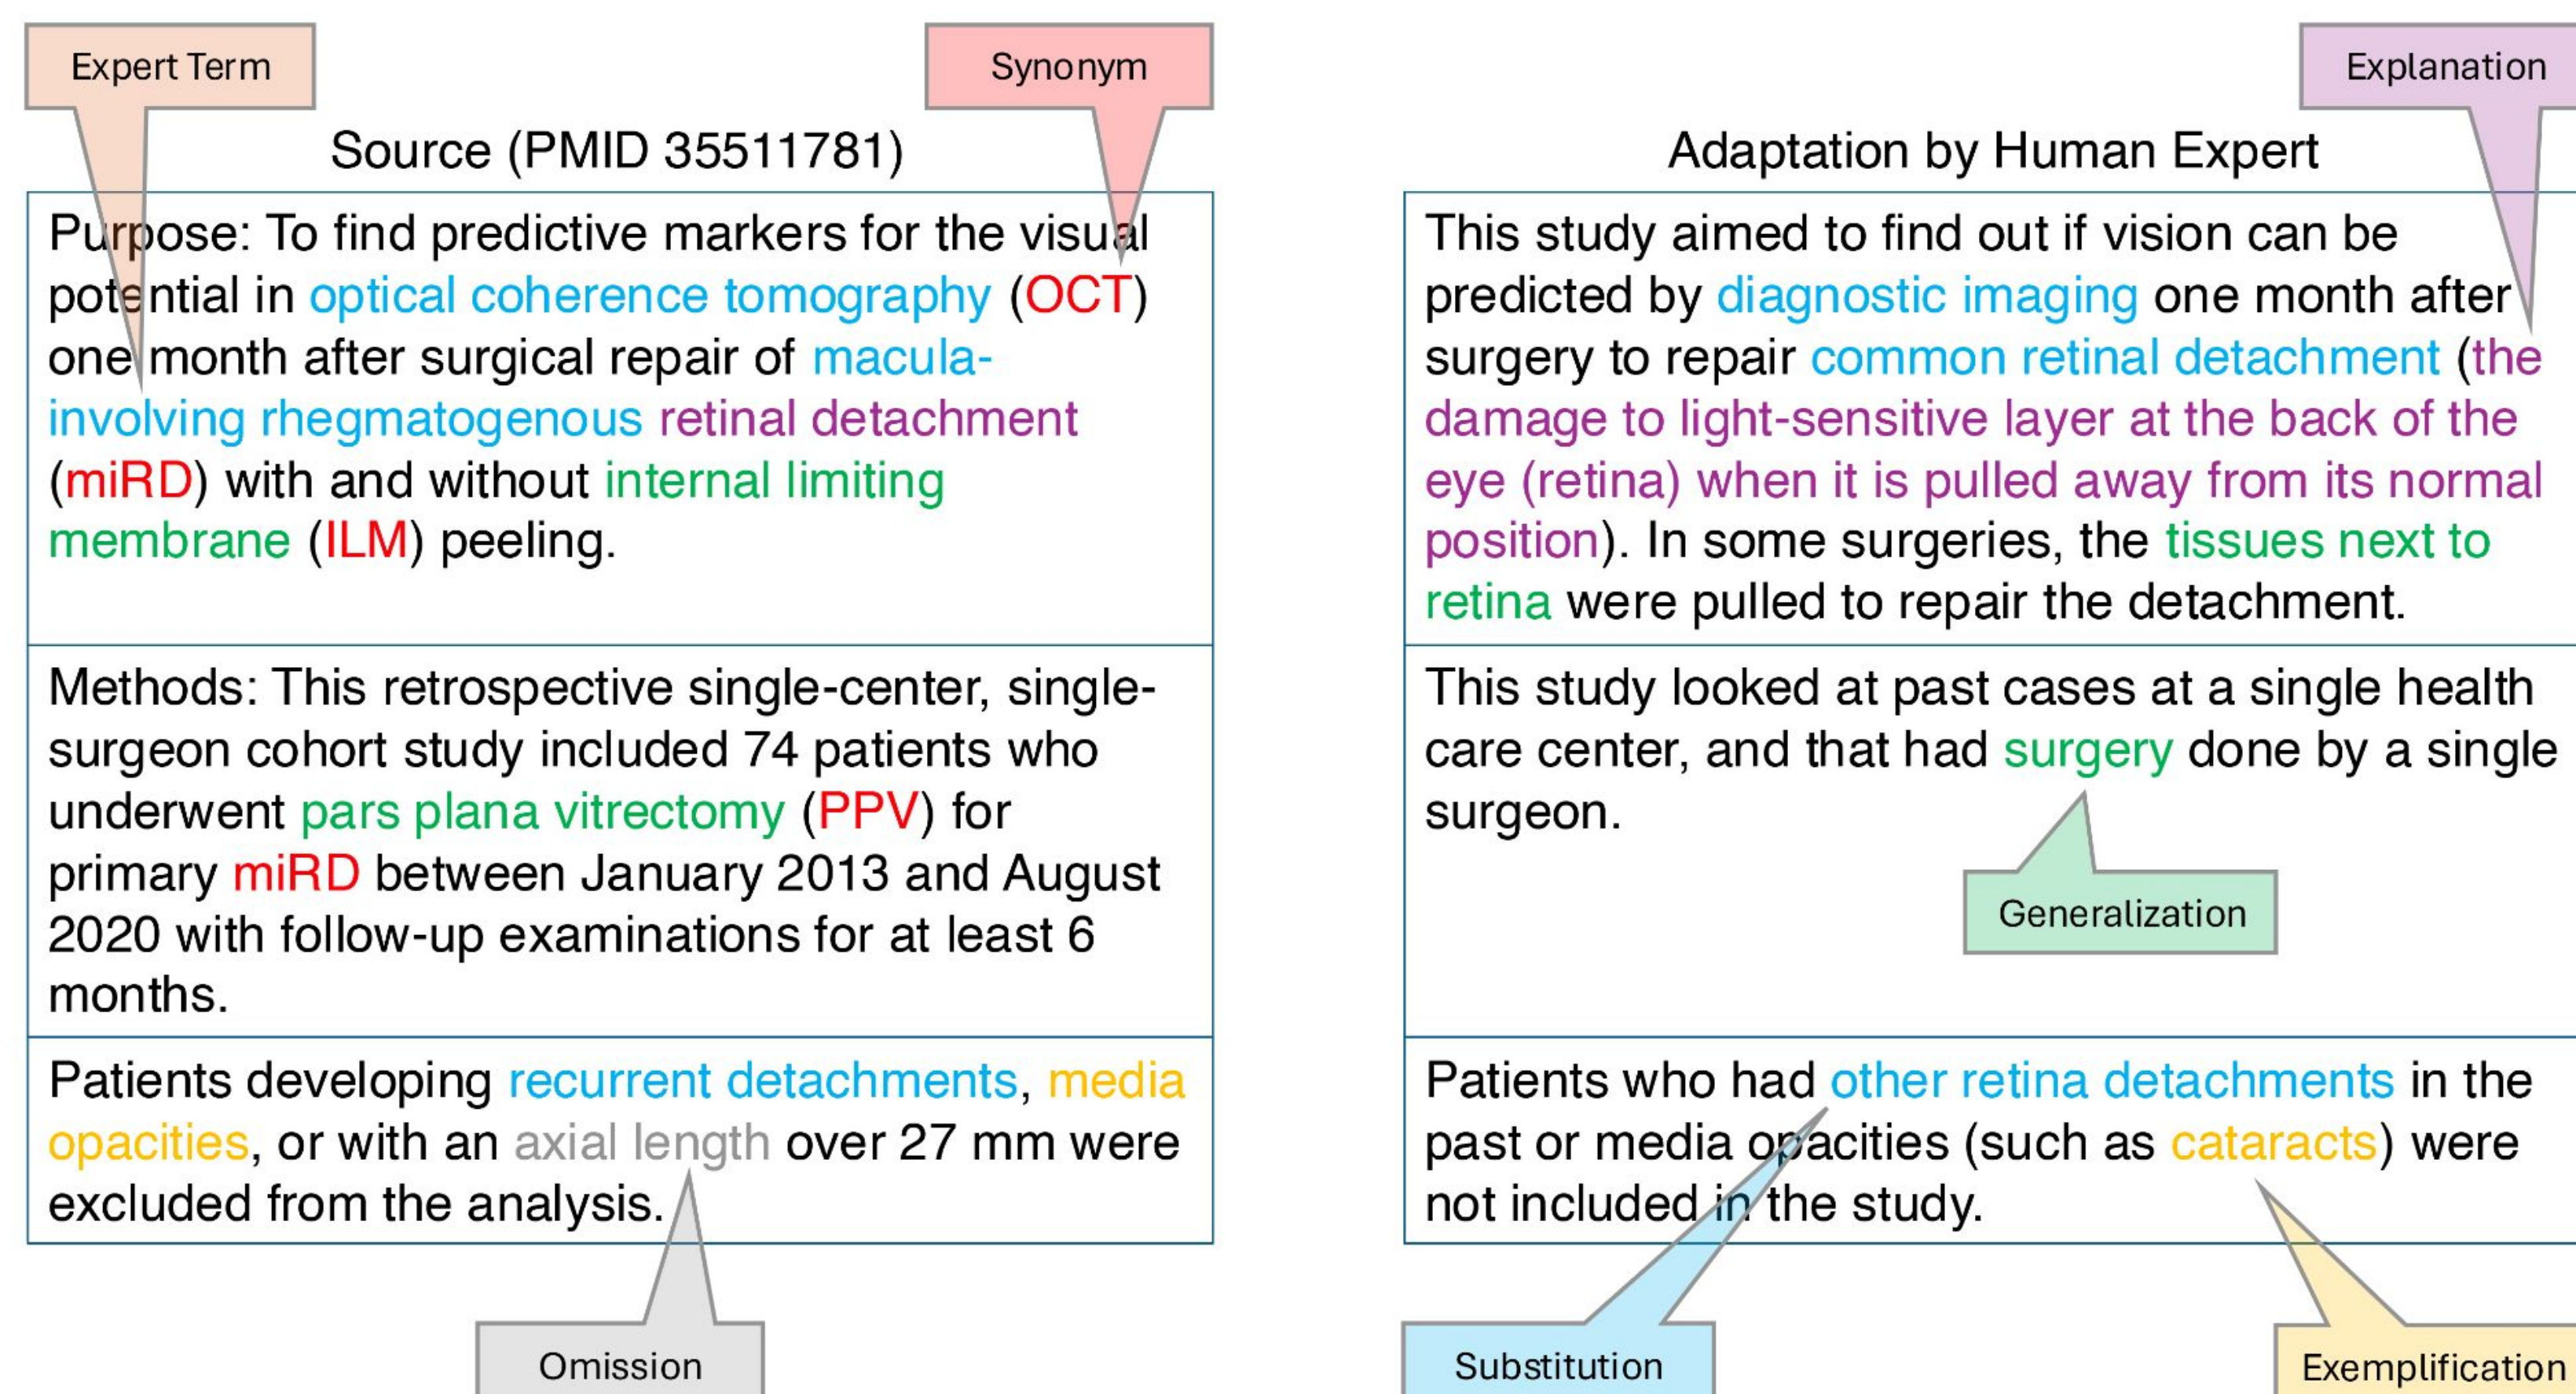 Expert Term
Synonym
Explanation
Source (PMID 35511781)
Adaptation by Human Expert
Purpose: To find predictive markers for the visual
potential in optical coherence tomography (OCT)
one month after surgical repair of macula-
involving rhegmatogenous retinal detachment
(miRD) with and without internal limiting
membrane (ILM) peeling.
This study aimed to find out if vision can be
predicted by diagnostic imaging one month after
surgery to repair common retinal detachment (the
damage to light-sensitive layer at the back of the
eye (retina) when it is pulled away from its normal
position). In some surgeries, the tissues next to
retina were pulled to repair the detachment.
Methods: This retrospective single-center, single-
surgeon cohort study included 74 patients who
underwent pars plana vitrectomy (PPV) for
primary miRD between January 2013 and August
2020 with follow-up examinations for at least 6
months.
This study looked at past cases at a single health
care center, and that had surgery done by a single
surgeon.
Generalization
Patients developing recurrent detachments, media
opacities, or with an axial length over 27 mm were
excluded from the analysis.
Patients who had other retina detachments in the
past or media opacities (such as cataracts) were
not included in the study.
Omission
Substitution
Exemplification